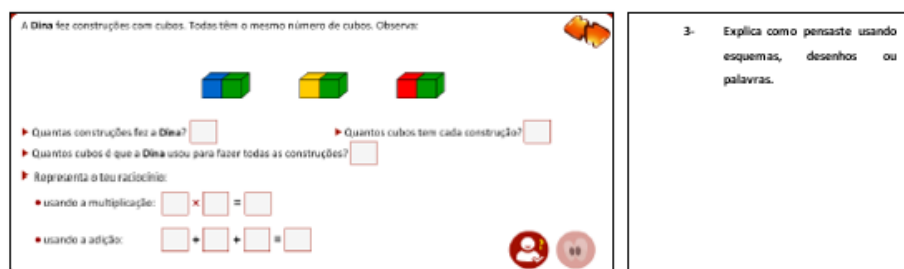 A Dina fez construções com cubos. Todas têm o mesmo número de cubos. Observa:
Quantas construções fez a Dina?
Quantos cubos tem cada construção?
Quantos cubos é que a Dina usou para fazer todas as construções?
Representa o teu raciocínio:
usando a multiplicação: × =
usando a adição: + + =
3- Explica como pensaste usando
esquemas, desenhos ou
palavras.